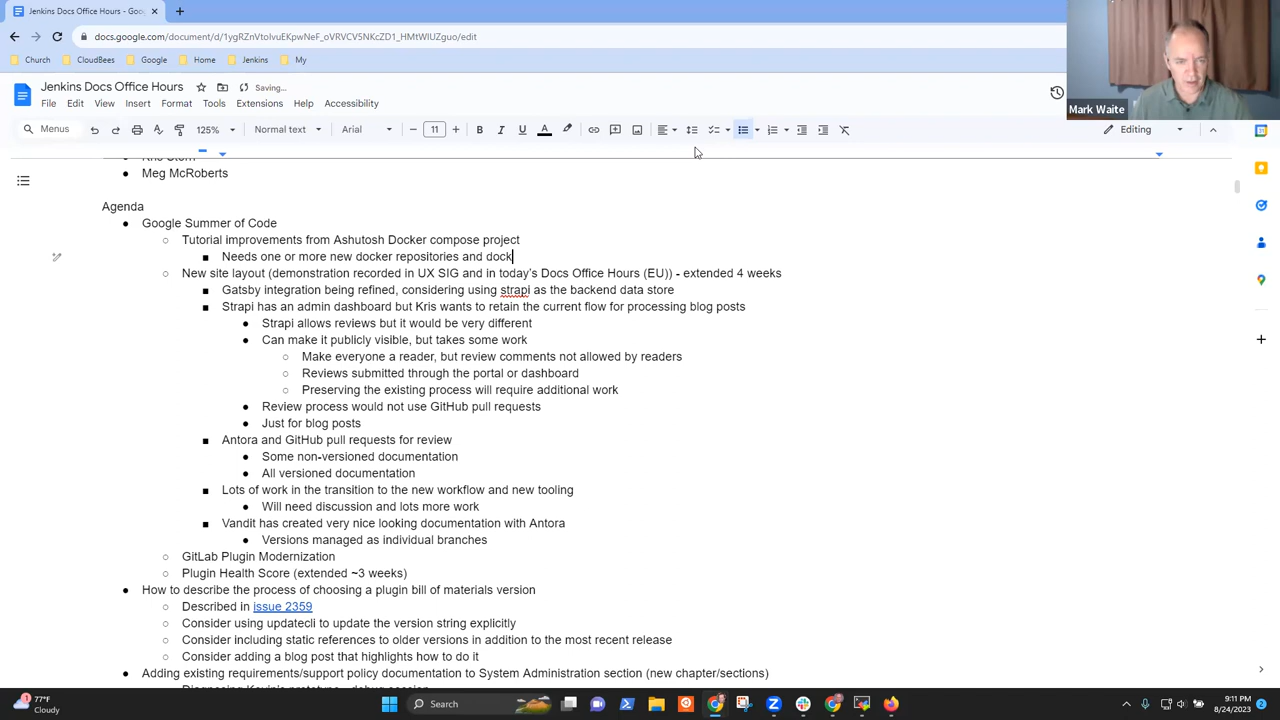 Jenkins Docs Office Hours - Goo
docs.google.com/document/d/1ygRZnVtoIvuEKpwNeF_oVRVCV5NKcZD1_HMtWIUZguo/edit
Church
CloudBees
Google
Home
Jenkins
My
Jenkins Docs Office Hours
Saving...
File
Edit
View
Insert
Format
Tools
Extensions
Help
Accessibility
Mark Waite
Menus
125%
Normal text
Arial
11
Editing
Meg McRoberts
Agenda
Google Summer of Code
Tutorial improvements from Ashutosh Docker compose project
Needs one or more new docker repositories and dock
New site layout (demonstration recorded in UX SIG and in today's Docs Office Hours (EU)) - extended 4 weeks
Gatsby integration being refined, considering using strapi as the backend data store
Strapi has an admin dashboard but Kris wants to retain the current flow for processing blog posts
Strapi allows reviews but it would be very different
Can make it publicly visible, but takes some work
Make everyone a reader, but review comments not allowed by readers
Reviews submitted through the portal or dashboard
Preserving the existing process will require additional work
Review process would not use GitHub pull requests
Just for blog posts
Antora and GitHub pull requests for review
Some non-versioned documentation
All versioned documentation
Lots of work in the transition to the new workflow and new tooling
Will need discussion and lots more work
Vandit has created very nice looking documentation with Antora
Versions managed as individual branches
GitLab Plugin Modernization
Plugin Health Score (extended ~3 weeks)
How to describe the process of choosing a plugin bill of materials version
Described in issue 2359
Consider using updatecli to update the version string explicitly
Consider including static references to older versions in addition to the most recent release
Consider adding a blog post that highlights how to do it
Adding existing requirements/support policy documentation to System Administration section (new chapter/sections)
77°F
Cloudy
Search
9:11 PM
8/24/2023